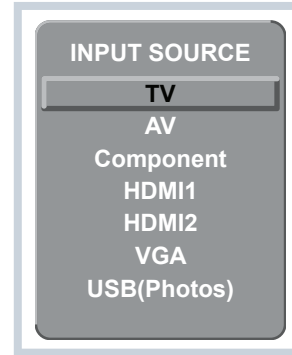 INPUT SOURCE
TV
AV
Component
HDMI1
HDMI2
VGA
USB(Photos)